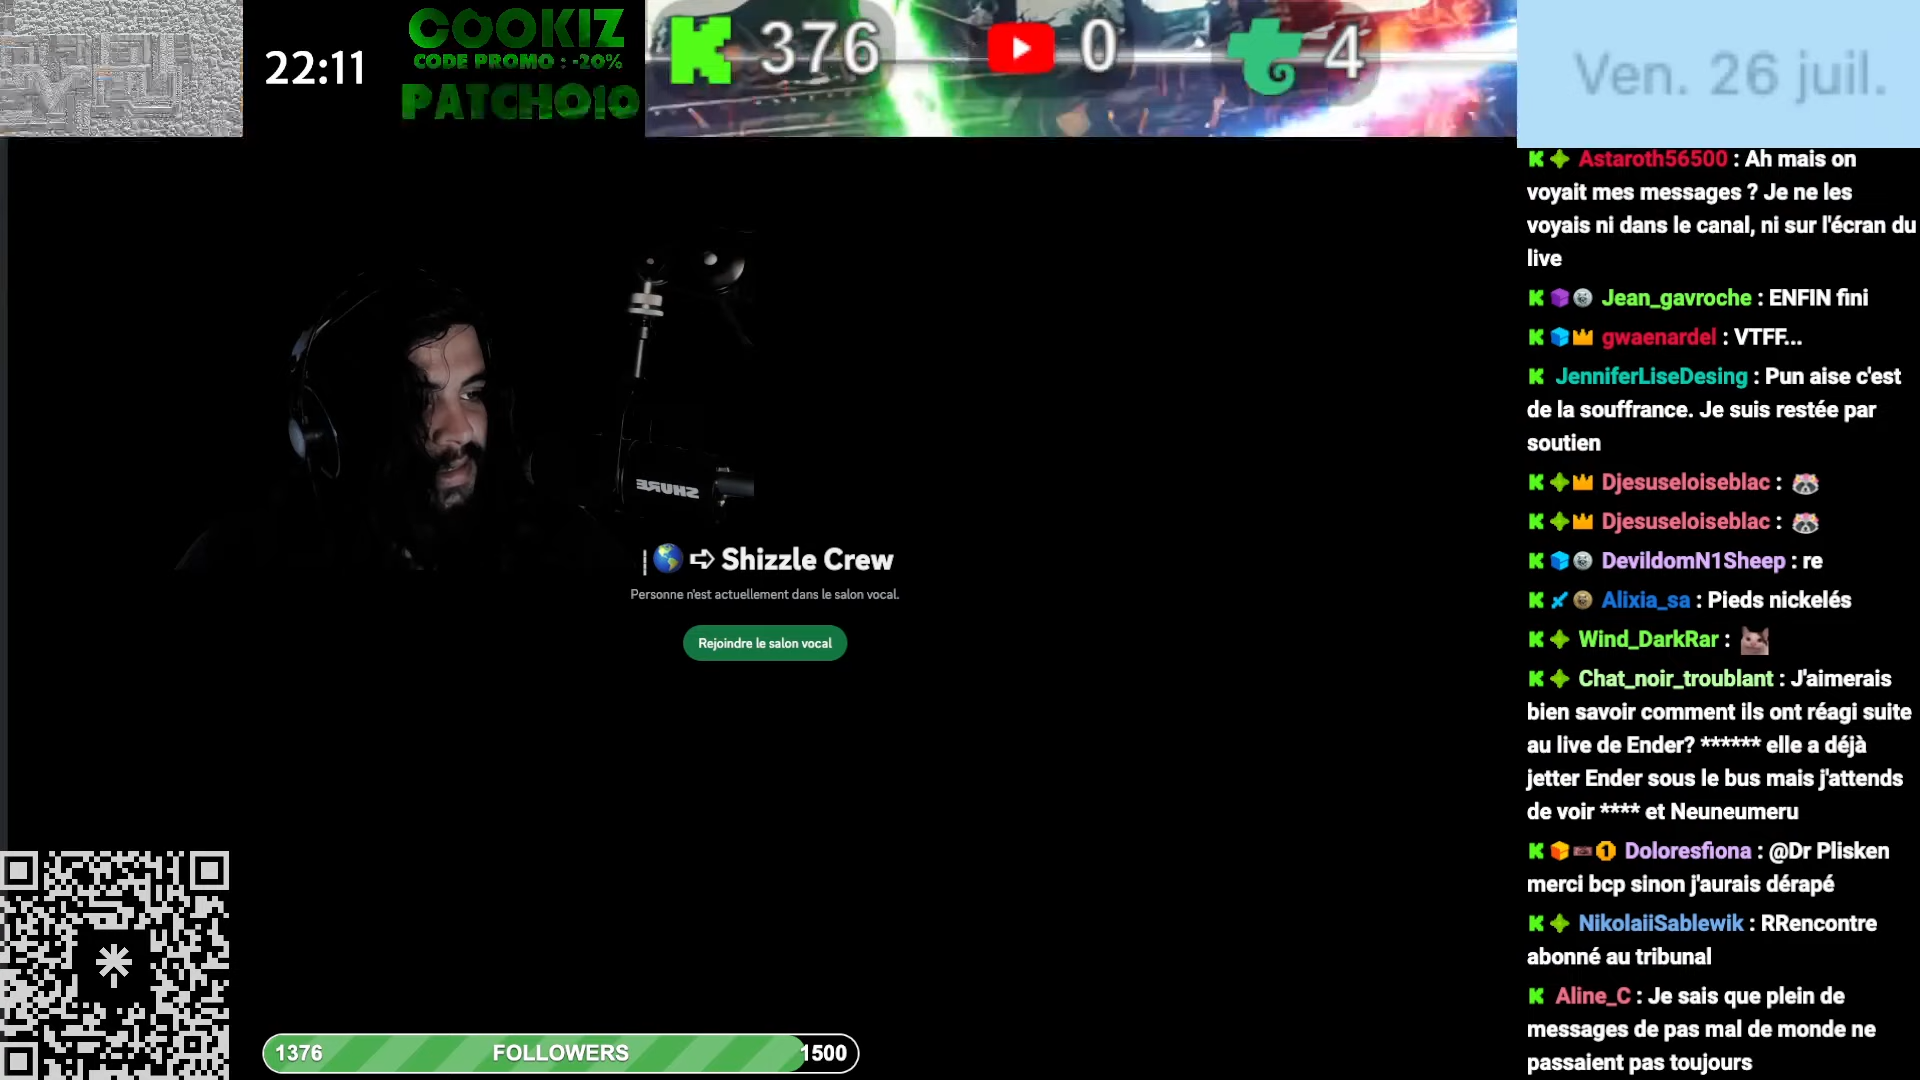 22:11
COOKIZ
CODE PROMO : -20%
PATCHO10
376
0
4
Ven. 26 juil.
SHURE
Shizzle Crew
Personne n'est actuellement dans le salon vocal.
Rejoindre le salon vocal
1376 FOLLOWERS 1500
Astaroth56500 : Ah mais on
voyait mes messages ? Je ne les
voyais ni dans le canal, ni sur l'écran du
live
Jean_gavroche : ENFIN fini
gwaenardel : VTFF...
JenniferLiseDesing : Pun aise c'est
de la souffrance. Je suis restée par
soutien
Djesuseloiseblac :
Djesuseloiseblac :
DevildomN1Sheep : re
Alixia_sa : Pieds nickelés
Wind_DarkRar :
Chat_noir_troublant : J'aimerais
bien savoir comment ils ont réagi suite
au live de Ender? ****** elle a déjà
jetter Ender sous le bus mais j'attends
de voir **** et Neuneumeru
Doloresfiona : @Dr Plisken
merci bcp sinon j'aurais dérapé
NikolaiiSablewik : RRencontre
abonné au tribunal
Aline_C : Je sais que plein de
messages de pas mal de monde ne
passaient pas toujours